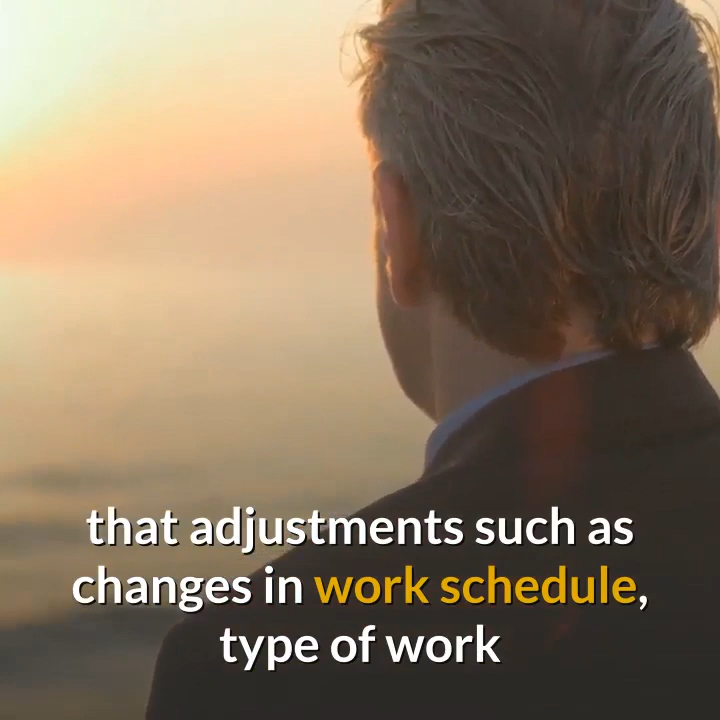 that adjustments such as
changes in work schedule,
type of work